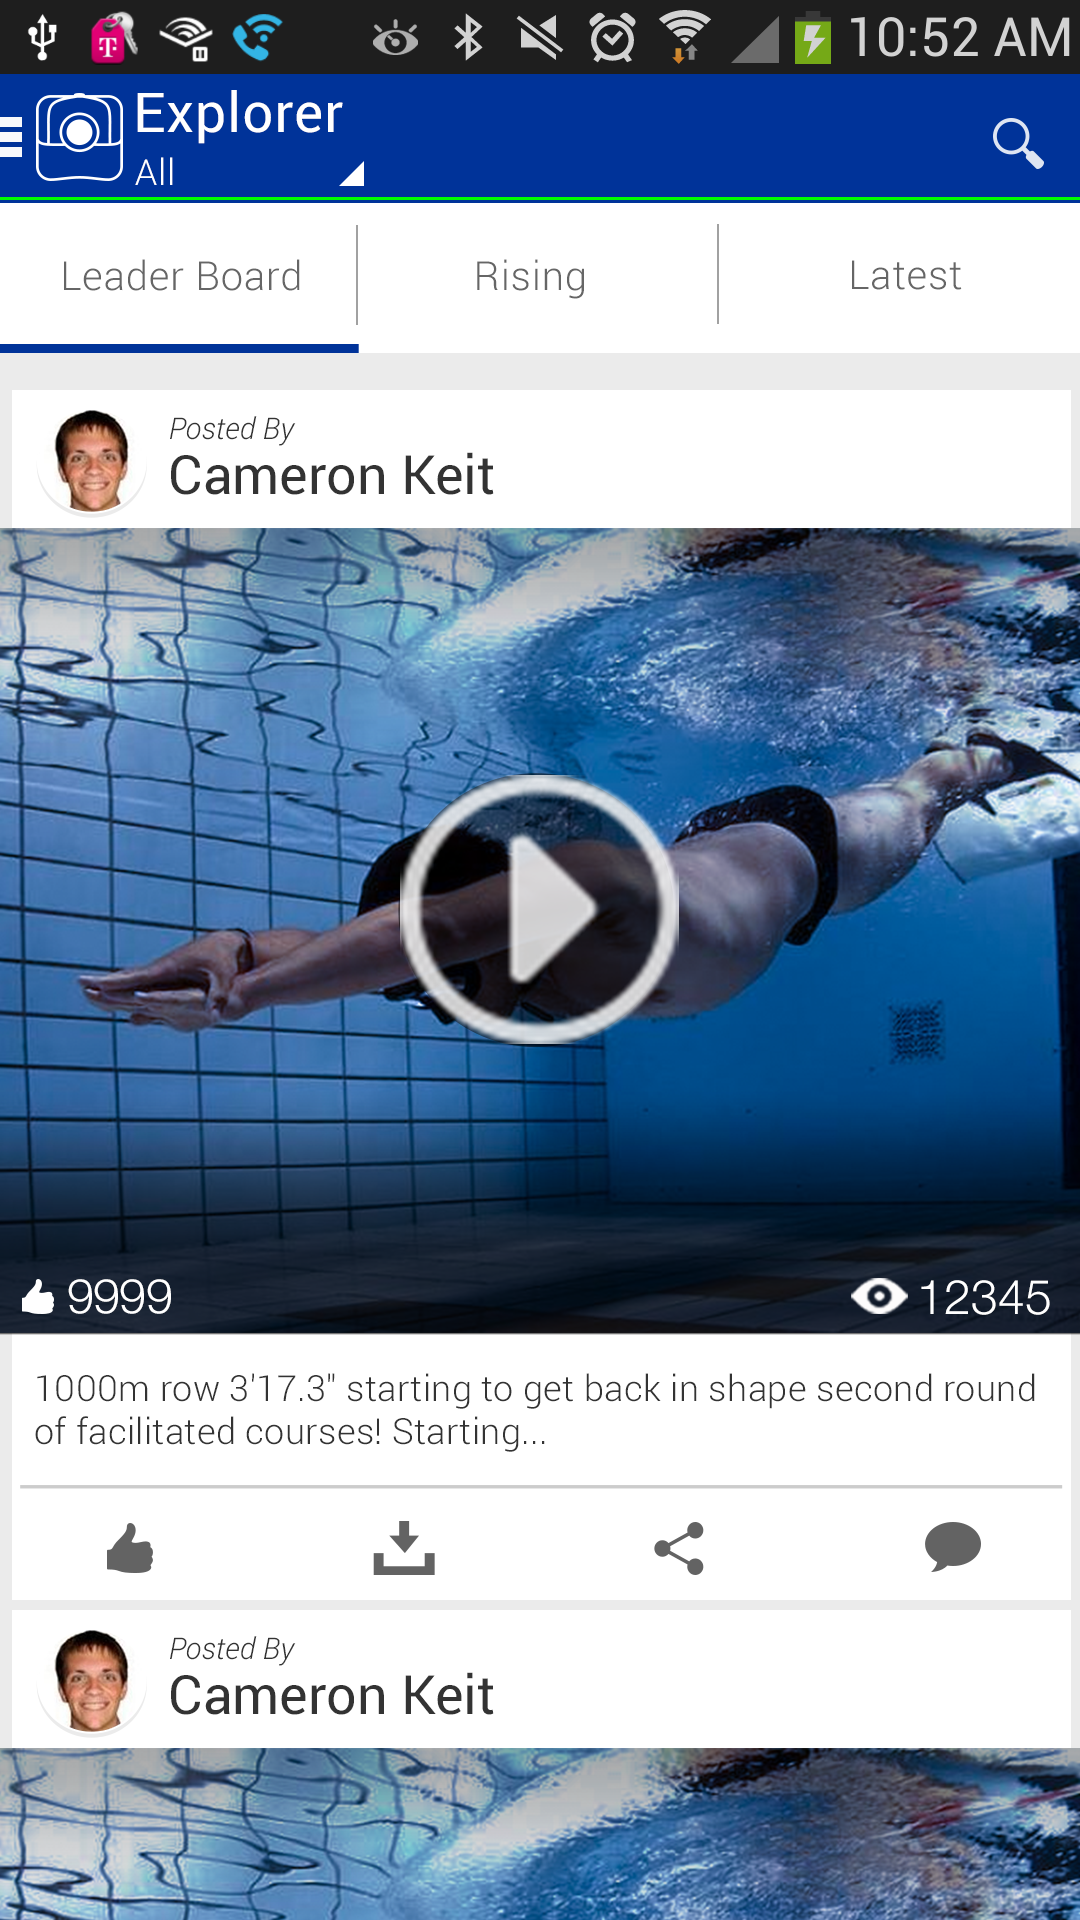 10:52 AM
Explorer
All
Leader Board
Rising
Latest
Posted By
Cameron Keit
9999
12345
1000m row 3'17.3" starting to get back in shape second round
of facilitated courses! Starting...
Posted By
Cameron Keit